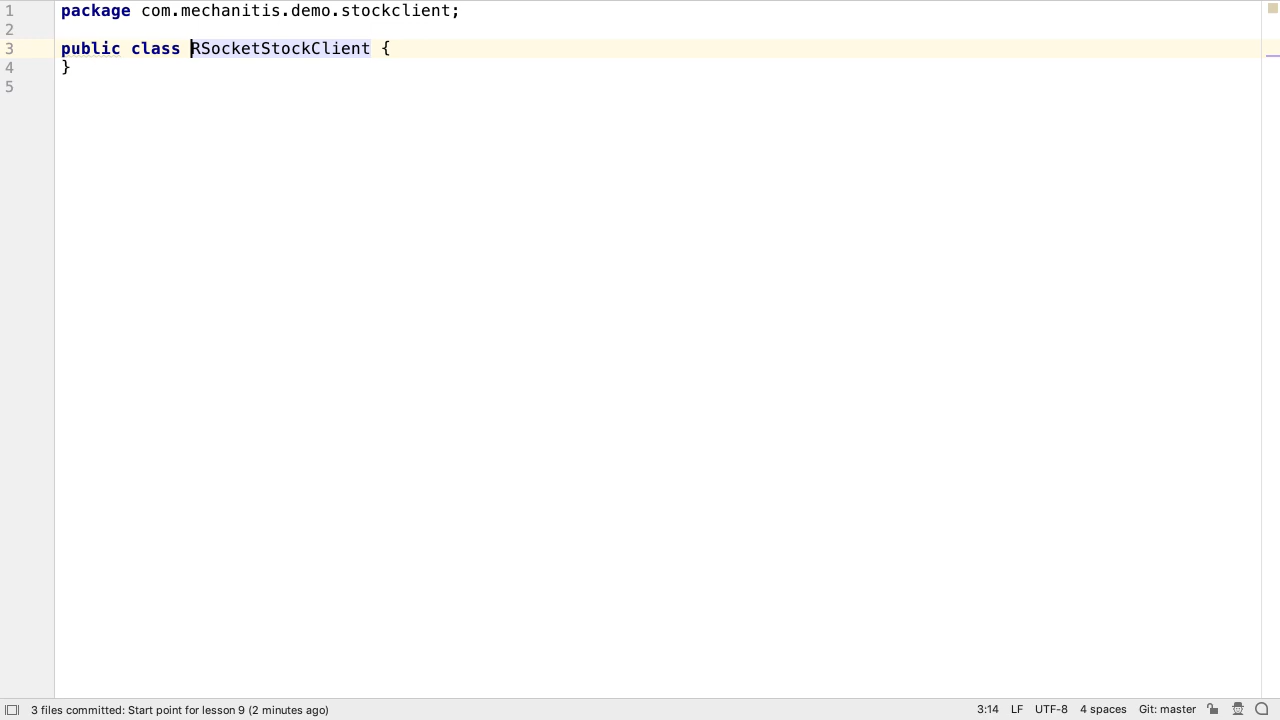 1 package com.mechanitis.demo.stockclient;
2
3 public class RSocketStockClient {
4 }
5
3 files committed: Start point for lesson 9 (2 minutes ago) 3:14 LF UTF-8 4 spaces Git: master